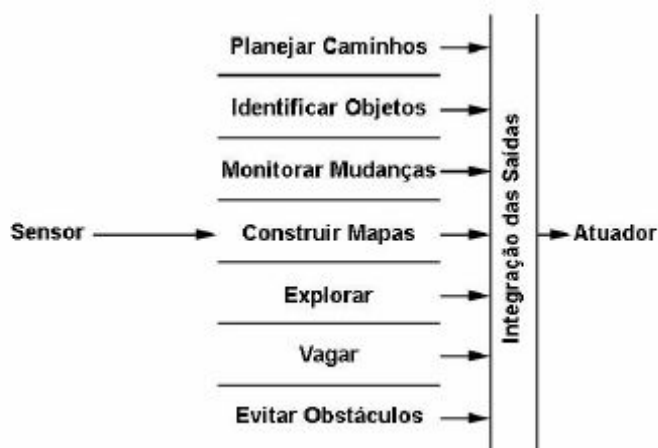 Planejar Caminhos
Identificar Objetos
Monitorar Mudanças
Sensor
Construir Mapas
Explorar
Vagar
Evitar Obstáculos
Integração das Saídas
Atuador